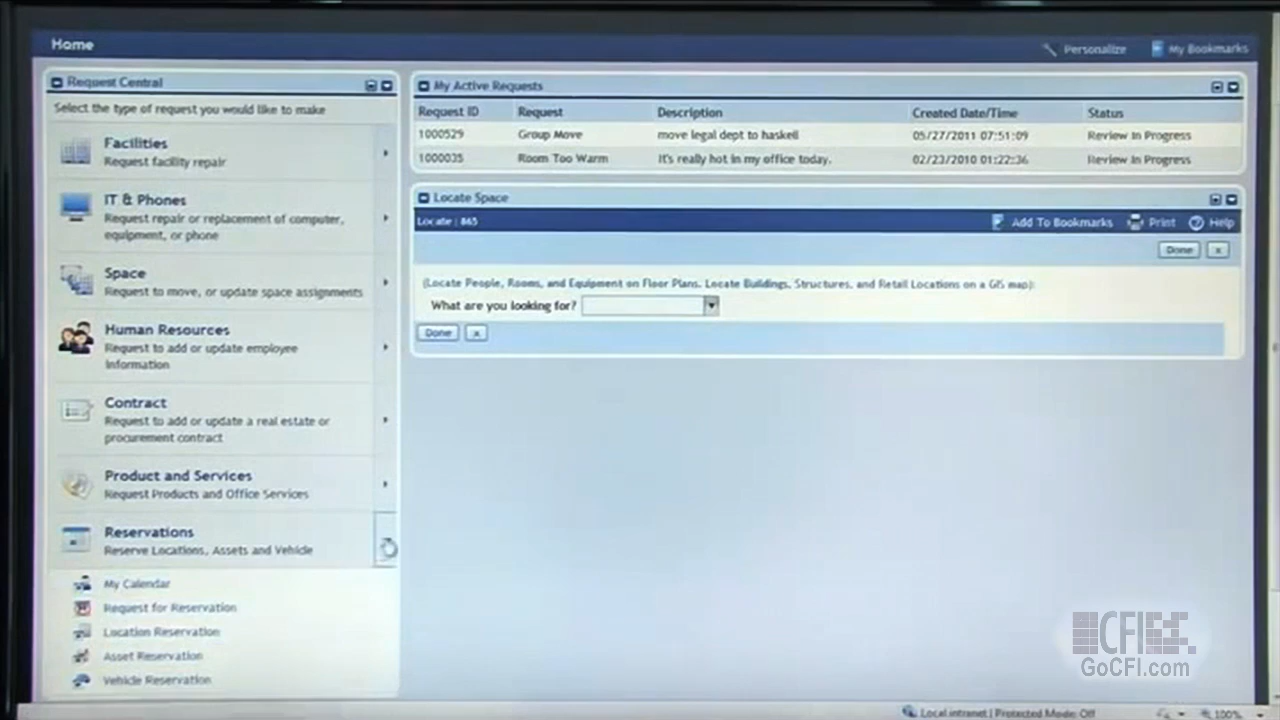 Home
Personalize
My Bookmarks
Request Central
Select the type of request you would like to make
Facilities
Request facility repair
IT & Phones
Request repair or replacement of computer,
equipment, or phone
Space
Request to move, or update space assignments
Human Resources
Request to add or update employee
information
Contract
Request to add or update a real estate or
procurement contract
Product and Services
Request Products and Office Services
Reservations
Reserve Locations, Assets and Vehicle
My Calendar
Request for Reservation
Location Reservation
Asset Reservation
Vehicle Reservation
My Active Requests
Request ID Request Description Created Date/Time Status
1000529 Group Move move legal dept to haskell 05/27/2011 07:51:09 Review In Progress
1000035 Room Too Warm It's really hot in my office today. 02/23/2010 01:22:36 Review In Progress
Locate Space
Locate : 865
Add To Bookmarks Print Help
Done x
(Locate People, Rooms, and Equipment on Floor Plans. Locate Buildings, Structures, and Retail Locations on a GIS map):
What are you looking for?
Done x
CFI
GoCFI.com
Local intranet | Protected Mode: Off
100%